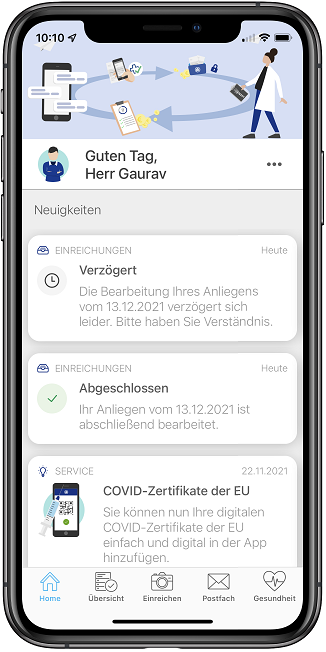 10:10
Guten Tag,
Herr Gaurav
Neuigkeiten
EINREICHUNGEN Heute
Verzögert
Die Bearbeitung Ihres Anliegens
vom 13.12.2021 verzögert sich
leider. Bitte haben Sie Verständnis.
EINREICHUNGEN Heute
Abgeschlossen
Ihr Anliegen vom 13.12.2021 ist
abschließend bearbeitet.
SERVICE 22.11.2021
COVID-Zertifikate der EU
Sie können nun Ihre digitalen
COVID-Zertifikate der EU
einfach und digital in der App
hinzufügen.
Home Übersicht Einreichen Postfach Gesundheit